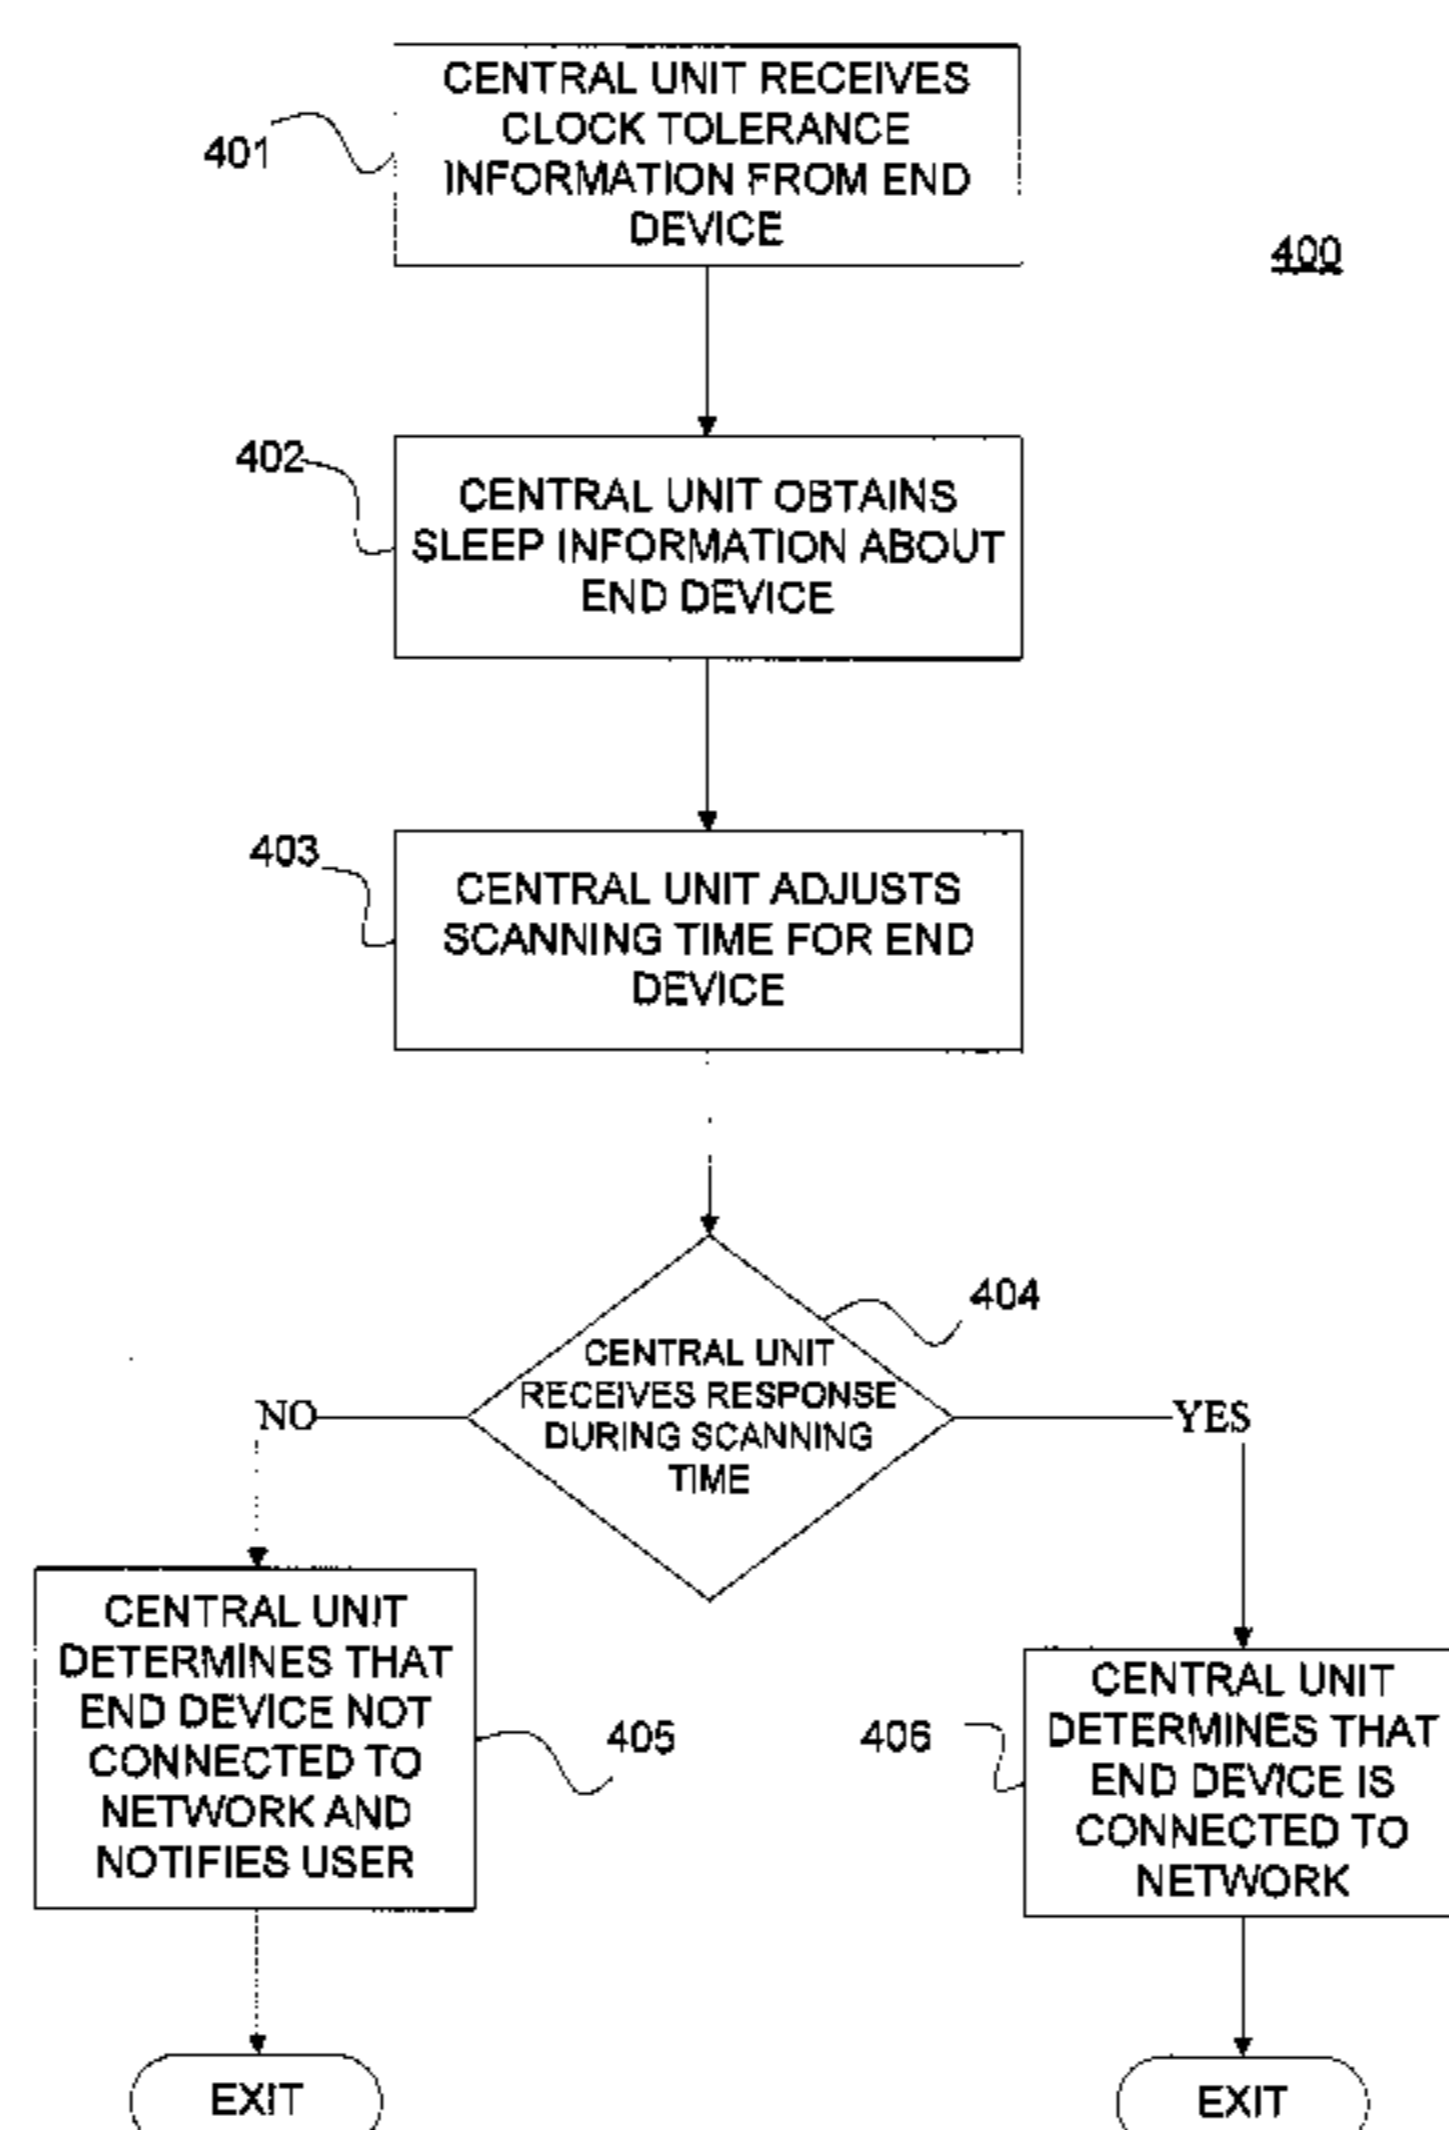 CENTRAL UNIT RECEIVES
CLOCK TOLERANCE
INFORMATION FROM END
DEVICE
401
400
402
CENTRAL UNIT OBTAINS
SLEEP INFORMATION ABOUT
END DEVICE
403
CENTRAL UNIT ADJUSTS
SCANNING TIME FOR END
DEVICE
404
CENTRAL UNIT
RECEIVES RESPONSE
DURING SCANNING
TIME
NO
YES
CENTRAL UNIT
DETERMINES THAT
END DEVICE NOT
CONNECTED TO
NETWORK AND
NOTIFIES USER
405
406
CENTRAL UNIT
DETERMINES THAT
END DEVICE IS
CONNECTED TO
NETWORK
EXIT
EXIT